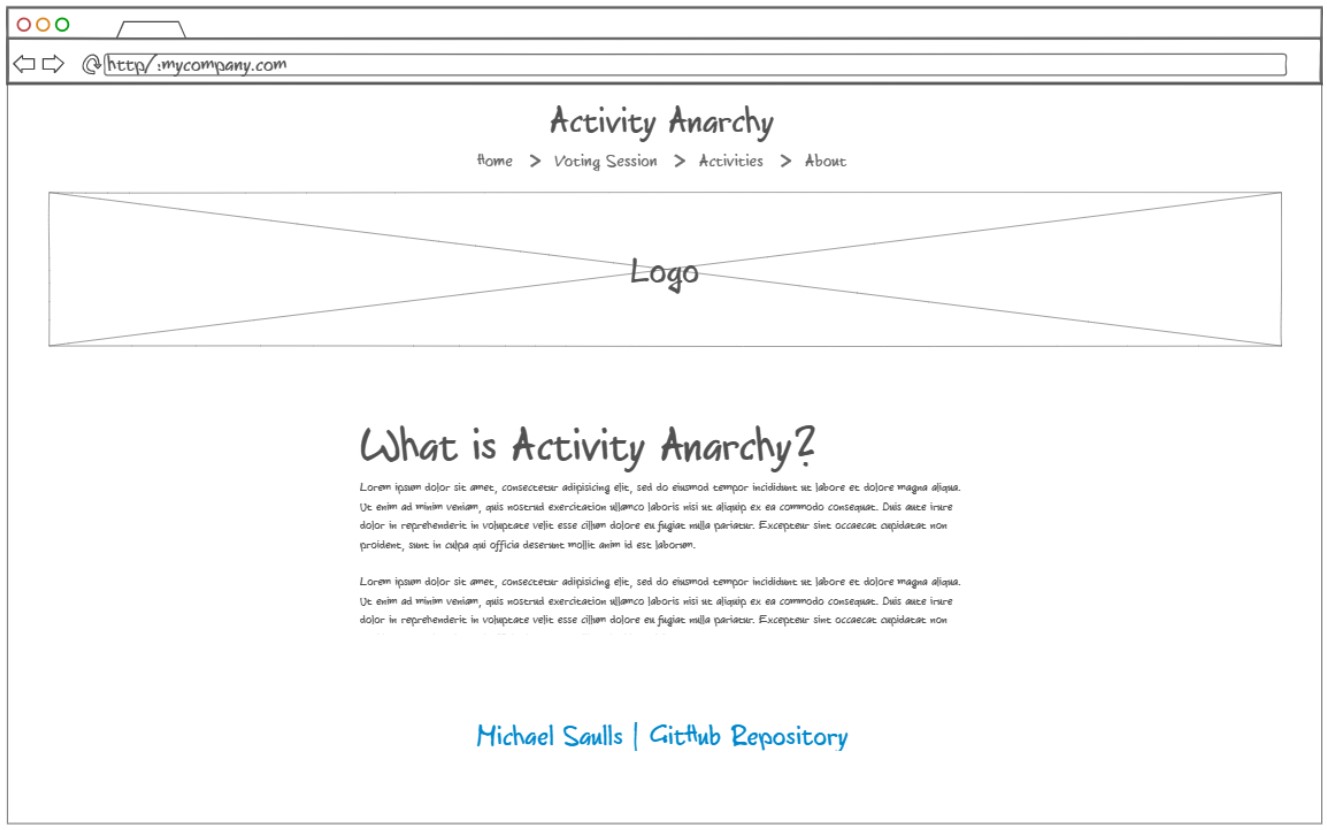 http/:mycompany.com
Activity Anarchy
Home > Voting Session > Activities > About
Logo
What is Activity Anarchy?
Lorem ipsum dolor sit amet, consectetur adipisicing elit, sed do eiusmod tempor incididunt ut labore et dolore magna aliqua.
Ut enim ad minim veniam, quis nostrud exercitation ullamco laboris nisi ut aliquip ex ea commodo consequat. Duis aute irure
dolor in reprehenderit in voluptate velit esse cillum dolore eu fugiat nulla pariatur. Excepteur sint occaecat cupidatat non
proident, sunt in culpa qui officia deserunt mollit anim id est laborum.
Lorem ipsum dolor sit amet, consectetur adipisicing elit, sed do eiusmod tempor incididunt ut labore et dolore magna aliqua.
Ut enim ad minim veniam, quis nostrud exercitation ullamco laboris nisi ut aliquip ex ea commodo consequat. Duis aute irure
dolor in reprehenderit in voluptate velit esse cillum dolore eu fugiat nulla pariatur. Excepteur sint occaecat cupidatat non
Michael Saulls | GitHub Repository